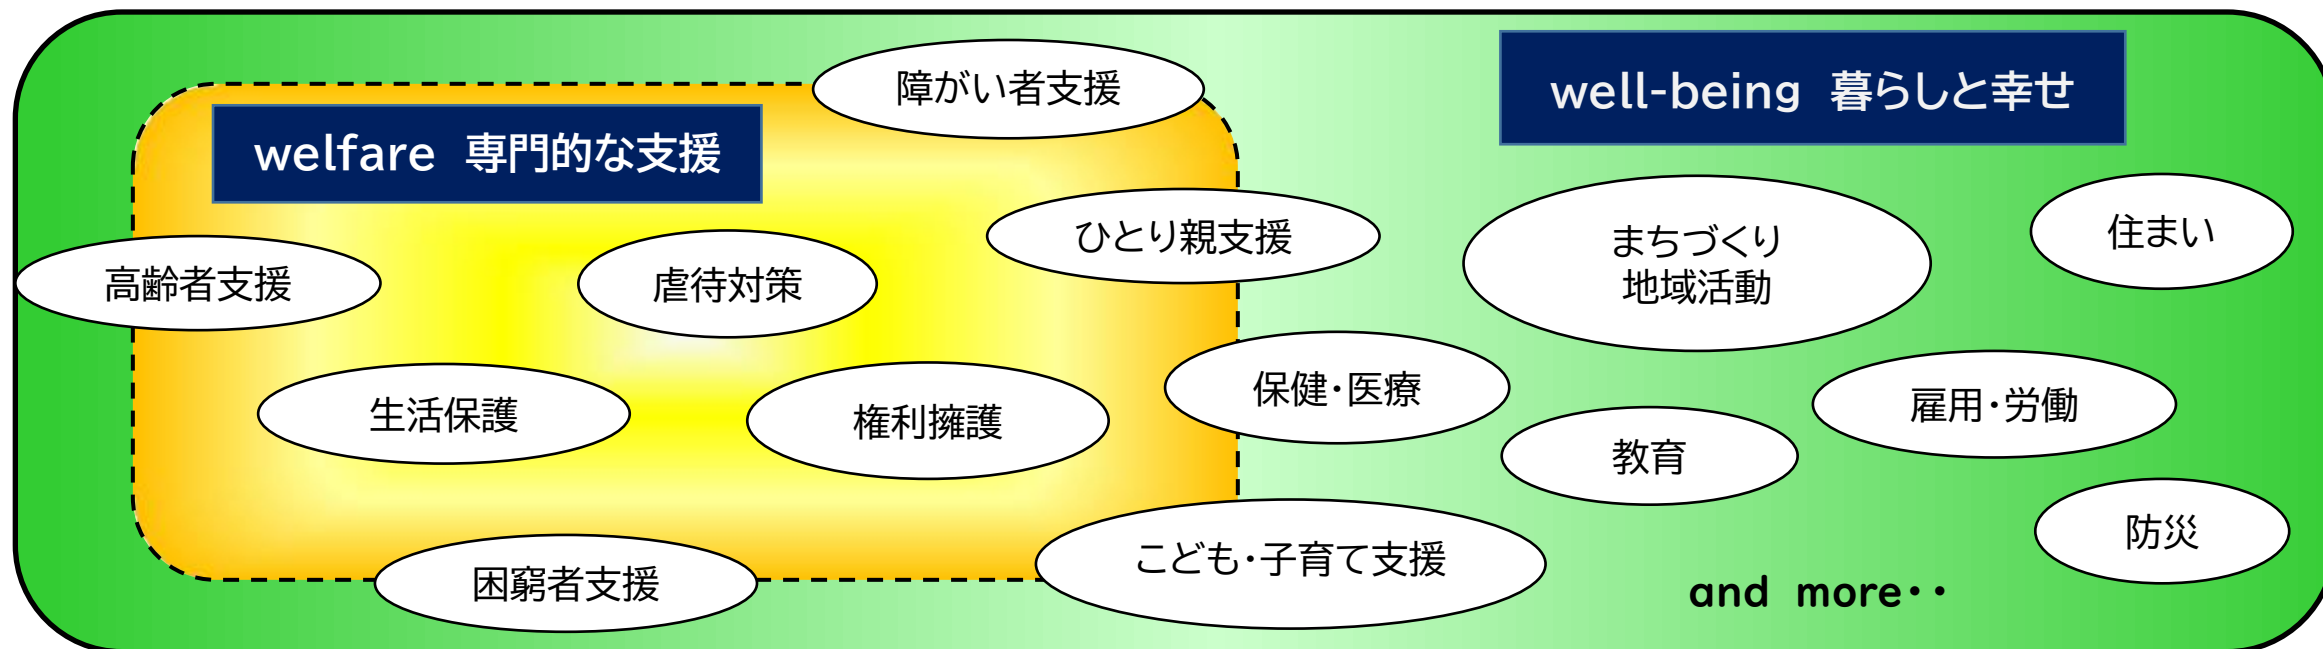 障がい者支援
well-being 暮らしと幸せ
welfare 専門的な支援
ひとり親支援
まちづくり
地域活動
住まい
高齢者支援
虐待対策
保健・医療
雇用・労働
生活保護
権利擁護
教育
こども・子育て支援
防災
困窮者支援
and more・・